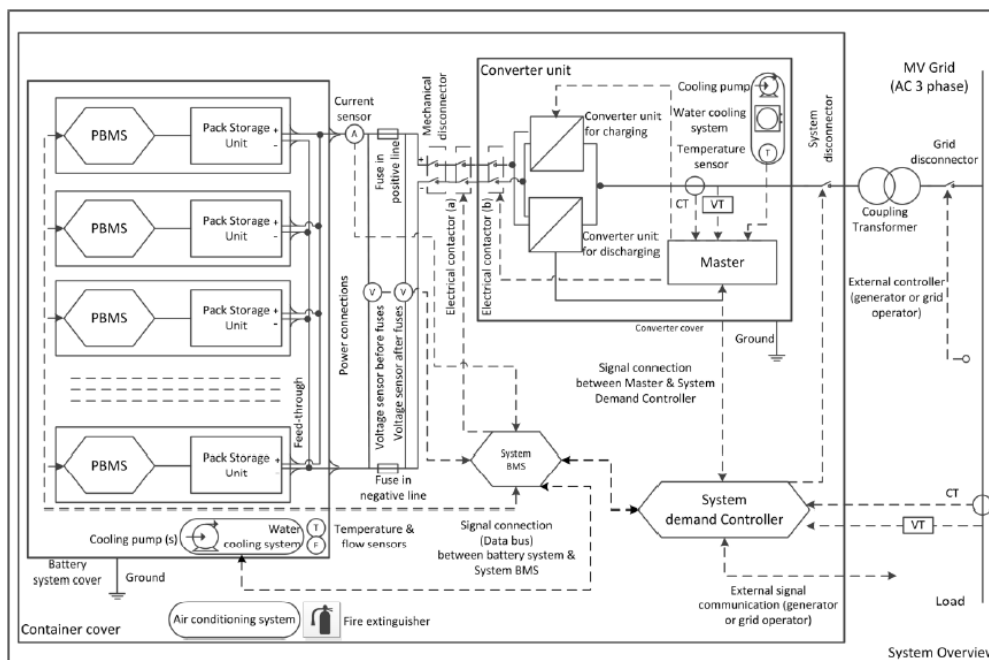 Converter unit
Cooling pump
Water cooling
system
Temperature
sensor
T
MV Grid
(AC 3 phase)
System
disconnector
Grid
disconnector
Coupling
Transformer
Converter unit
for charging
Converter unit
for discharging
CT
VT
Master
Converter cover
Ground
External controller
(generator or grid
operator)
PBMS
Pack Storage
Unit
+
-
PBMS
Pack Storage
Unit
+
-
PBMS
Pack Storage
Unit
+
-
PBMS
Pack Storage
Unit
+
-
Feed-through
Current
sensor
A
Power connections
Fuse in
positive line
Mechanical
disconnector
+
-
Electrical contactor (a)
Electrical contactor (b)
V
V
Voltage sensor before fuses
Voltage sensor after fuses
Fuse in
negative line
Signal connection
between Master & System
Demand Controller
System
BMS
System
demand Controller
CT
VT
Signal connection
(Data bus)
between battery system &
System BMS
Cooling pump (s)
Water
cooling system
T
F
Temperature &
flow sensors
Battery
system cover
Ground
External signal
communication (generator
or grid operator)
Load
Air conditioning system
Fire extinguisher
Container cover
System Overview